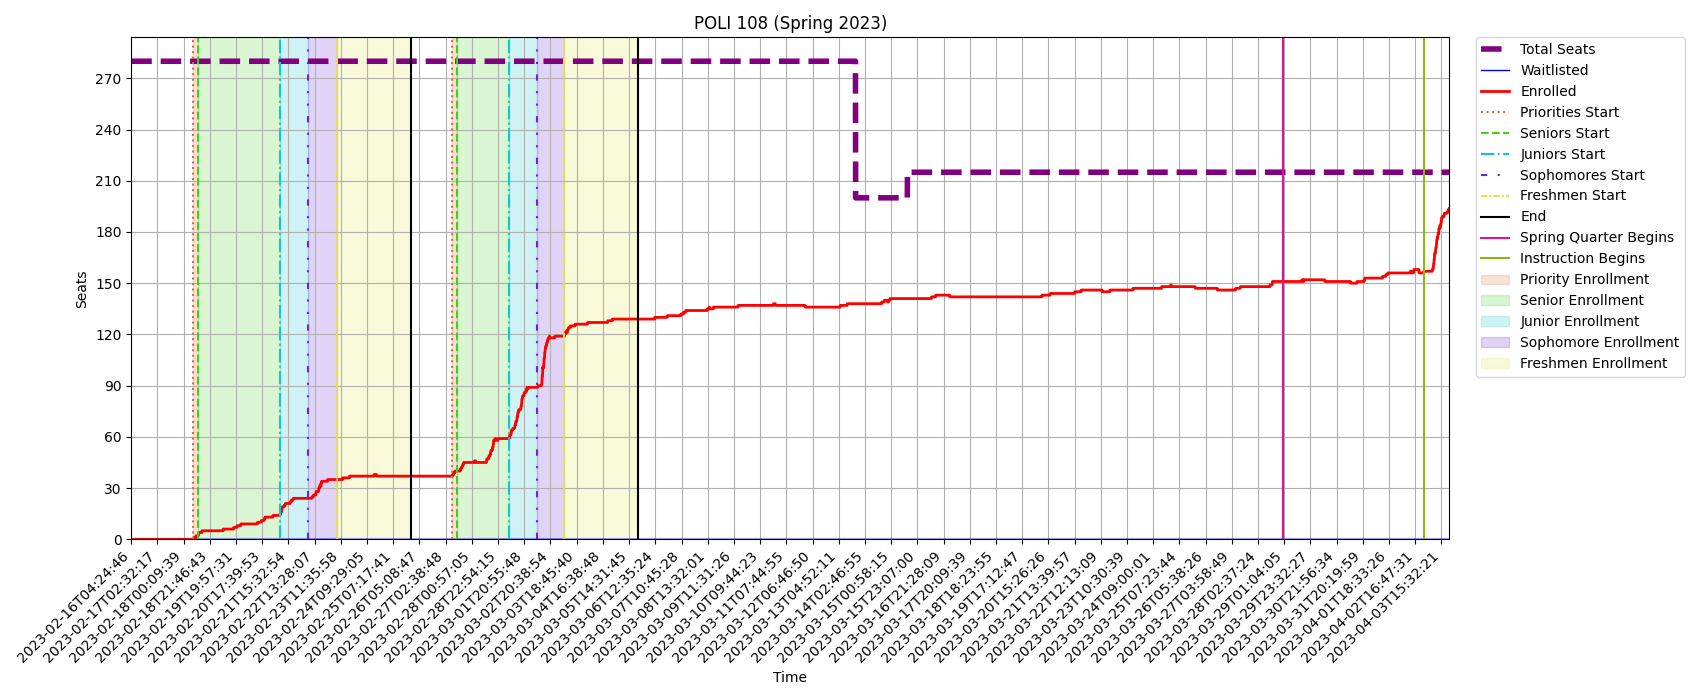 POLI 108 (Spring 2023)
Seats
270
240
210
180
150
120
90
60
30
0
2023-02-16T04:24:46
2023-02-17T02:32:17
2023-02-18T00:09:39
2023-02-18T21:46:43
2023-02-19T19:57:31
2023-02-20T17:39:53
2023-02-21T15:32:54
2023-02-22T13:28:07
2023-02-23T11:35:58
2023-02-24T09:29:05
2023-02-25T07:17:41
2023-02-26T05:08:47
2023-02-27T02:38:48
2023-02-28T00:57:05
2023-02-28T22:54:15
2023-03-01T20:55:48
2023-03-02T20:38:54
2023-03-03T18:45:40
2023-03-04T16:38:48
2023-03-05T14:31:45
2023-03-06T12:35:24
2023-03-07T10:45:28
2023-03-08T13:32:01
2023-03-09T11:31:26
2023-03-10T09:44:23
2023-03-11T07:44:55
2023-03-12T06:46:50
2023-03-13T04:52:11
2023-03-14T02:46:55
2023-03-15T00:58:15
2023-03-15T23:07:00
2023-03-16T21:28:09
2023-03-17T20:09:39
2023-03-18T18:23:55
2023-03-19T17:12:47
2023-03-20T15:26:26
2023-03-21T13:39:57
2023-03-22T12:13:09
2023-03-23T10:30:39
2023-03-24T09:00:01
2023-03-25T07:23:44
2023-03-26T05:38:26
2023-03-27T03:58:49
2023-03-28T02:37:24
2023-03-29T01:04:05
2023-03-29T23:32:27
2023-03-30T21:56:34
2023-03-31T20:19:59
2023-04-01T18:33:26
2023-04-02T16:47:31
2023-04-03T15:32:21
Time
Total Seats
Waitlisted
Enrolled
Priorities Start
Seniors Start
Juniors Start
Sophomores Start
Freshmen Start
End
Spring Quarter Begins
Instruction Begins
Priority Enrollment
Senior Enrollment
Junior Enrollment
Sophomore Enrollment
Freshmen Enrollment